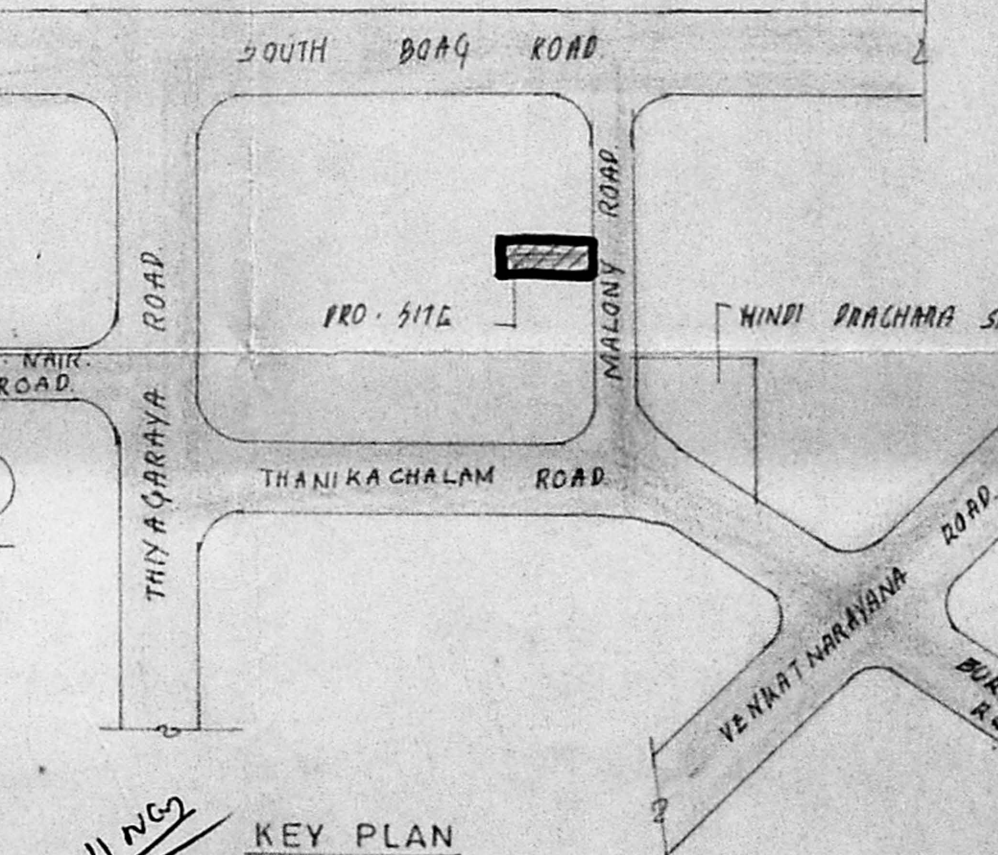 SOUTH BOAG ROAD.
MALONY ROAD.
THIYAGARAYA ROAD.
PRO. SITE
HINDI PRACHARA
. NAIR.
ROAD.
THANIKACHALAM ROAD.
VENKATNARAYANA ROAD
KEY PLAN